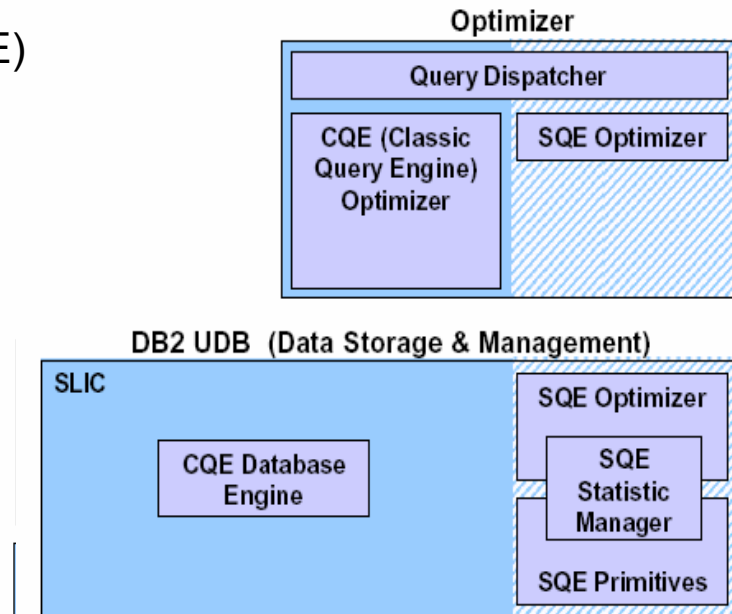 E)
Optimizer
Query Dispatcher
CQE (Classic
Query Engine)
Optimizer
SQE Optimizer
DB2 UDB (Data Storage & Management)
SLIC
CQE Database
Engine
SQE Optimizer
SQE
Statistic
Manager
SQE Primitives